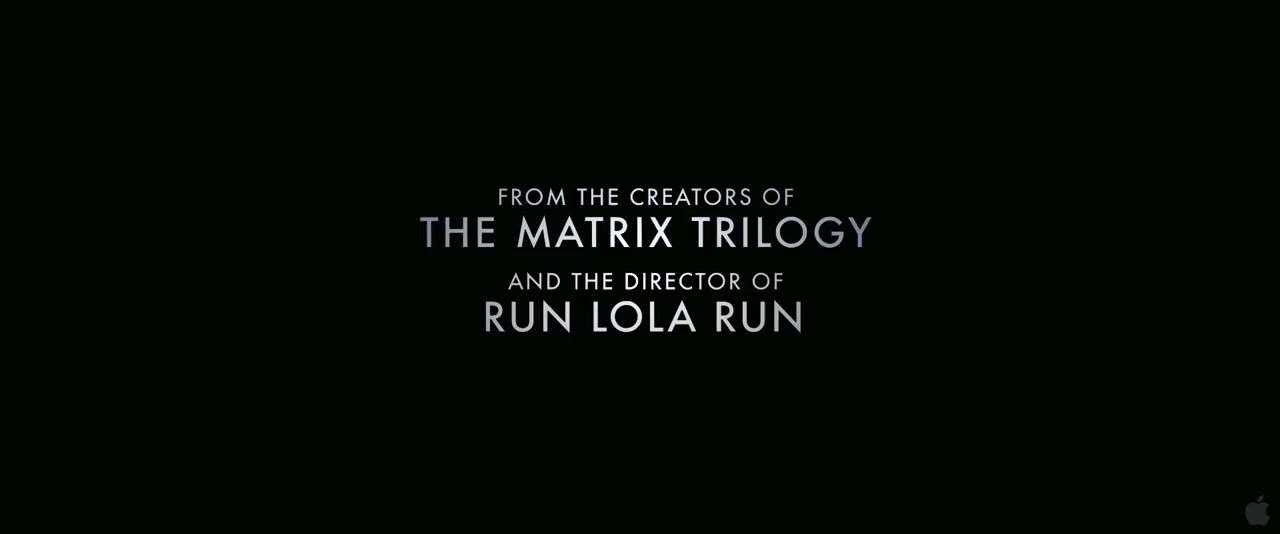 FROM THE CREATORS OF
THE MATRIX TRILOGY
AND THE DIRECTOR OF
RUN LOLA RUN